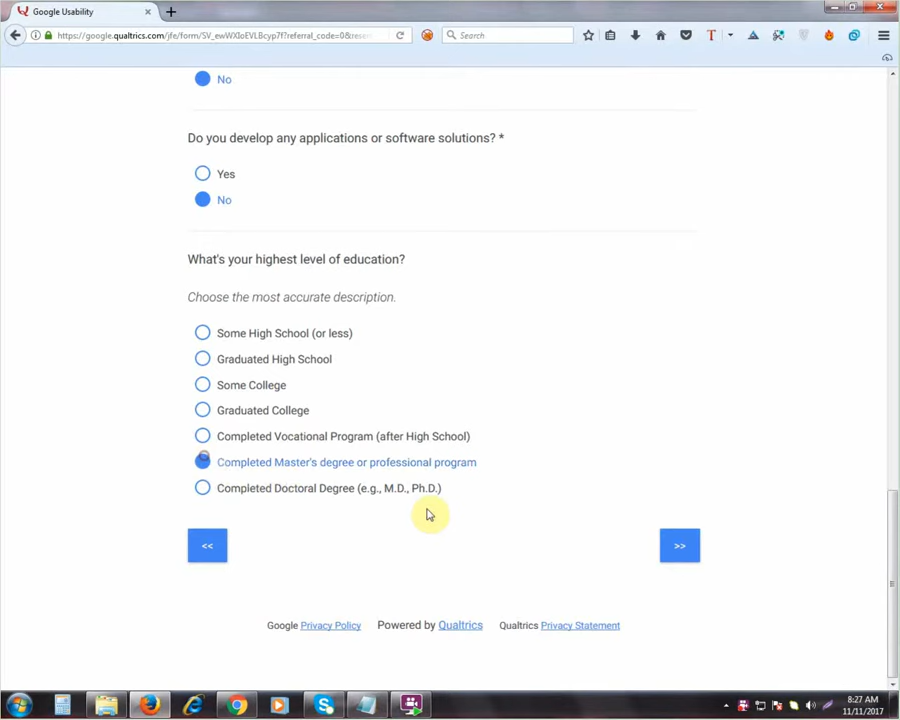 Google Usability
https://google.qualtrics.com/jfe/form/SV_ewWXIoEVLBcyp7f?referral_code=0&reser
Search
No
Do you develop any applications or software solutions? *
Yes
No
What's your highest level of education?
Choose the most accurate description.
Some High School (or less)
Graduated High School
Some College
Graduated College
Completed Vocational Program (after High School)
Completed Master's degree or professional program
Completed Doctoral Degree (e.g., M.D., Ph.D.)
<< >>
Google Privacy Policy Powered by Qualtrics Qualtrics Privacy Statement
8:27 AM
11/11/2017